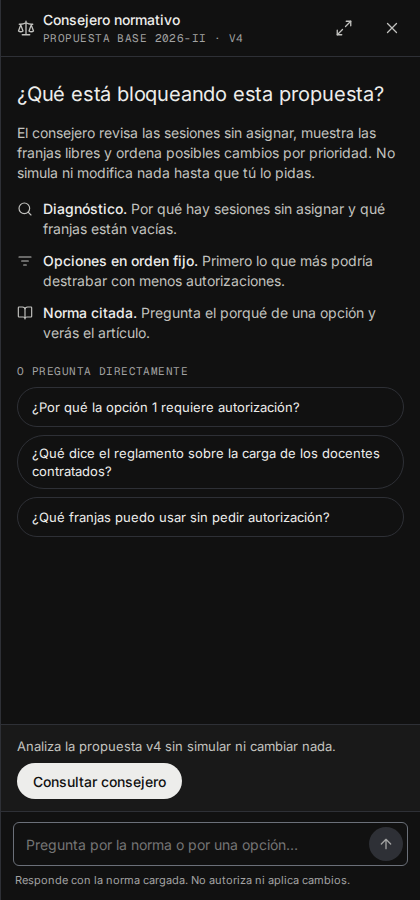 Consejero normativo
PROPUESTA BASE 2026-II · V4
¿Qué está bloqueando esta propuesta?
El consejero revisa las sesiones sin asignar, muestra las
franjas libres y ordena posibles cambios por prioridad. No
simula ni modifica nada hasta que tú lo pidas.
Diagnóstico. Por qué hay sesiones sin asignar y qué
franjas están vacías.
Opciones en orden fijo. Primero lo que más podría
destrabar con menos autorizaciones.
Norma citada. Pregunta el porqué de una opción y
verás el artículo.
O PREGUNTA DIRECTAMENTE
¿Por qué la opción 1 requiere autorización?
¿Qué dice el reglamento sobre la carga de los docentes
contratados?
¿Qué franjas puedo usar sin pedir autorización?
Analiza la propuesta v4 sin simular ni cambiar nada.
Consultar consejero
Pregunta por la norma o por una opción...
Responde con la norma cargada. No autoriza ni aplica cambios.